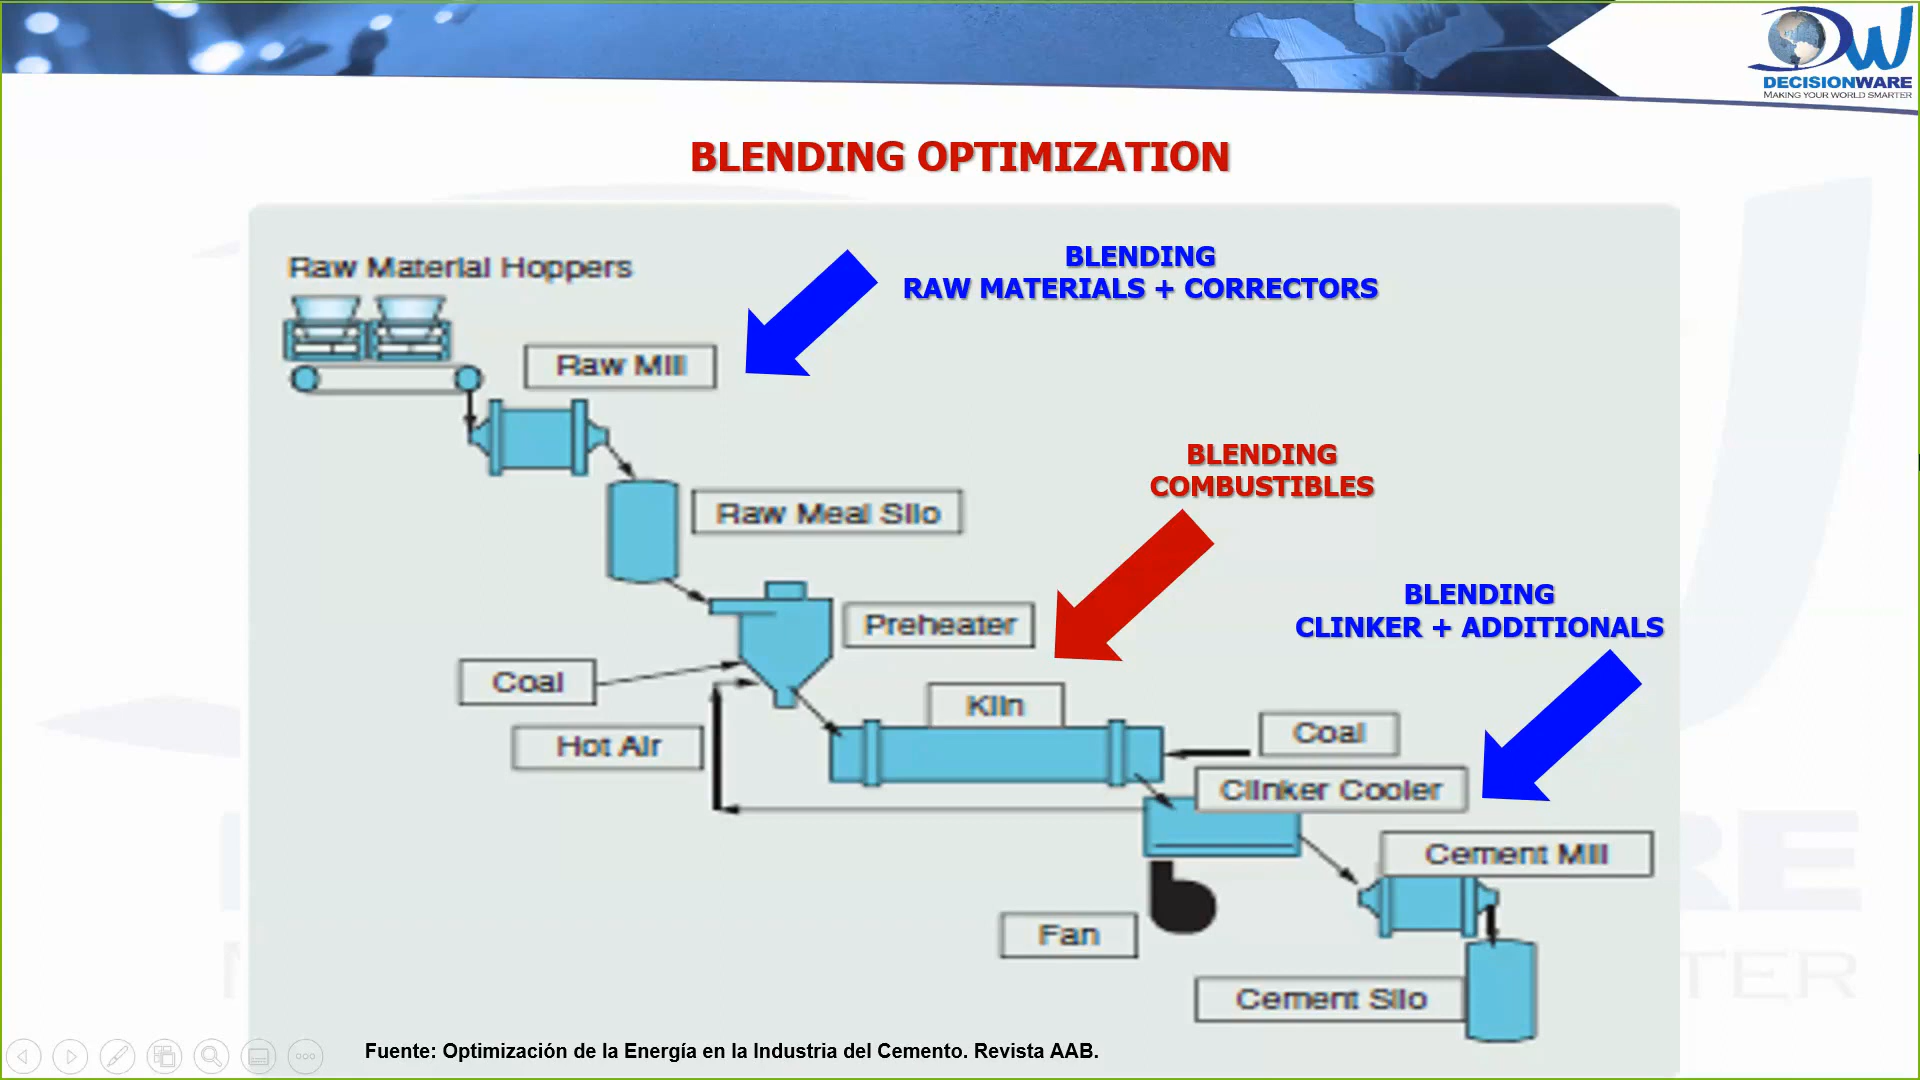 DW
DECISIONWARE
MAKING YOUR WORLD SMARTER
BLENDING OPTIMIZATION
Raw Material Hoppers
BLENDING
RAW MATERIALS + CORRECTORS
Raw Mill
BLENDING
COMBUSTIBLES
Raw Meal Silo
BLENDING
CLINKER + ADDITIONALS
Preheater
Coal
Kiln
Hot Air
Coal
Clinker Cooler
Cement Mill
Fan
Cement Silo
Fuente: Optimización de la Energía en la Industria del Cemento. Revista AAB.